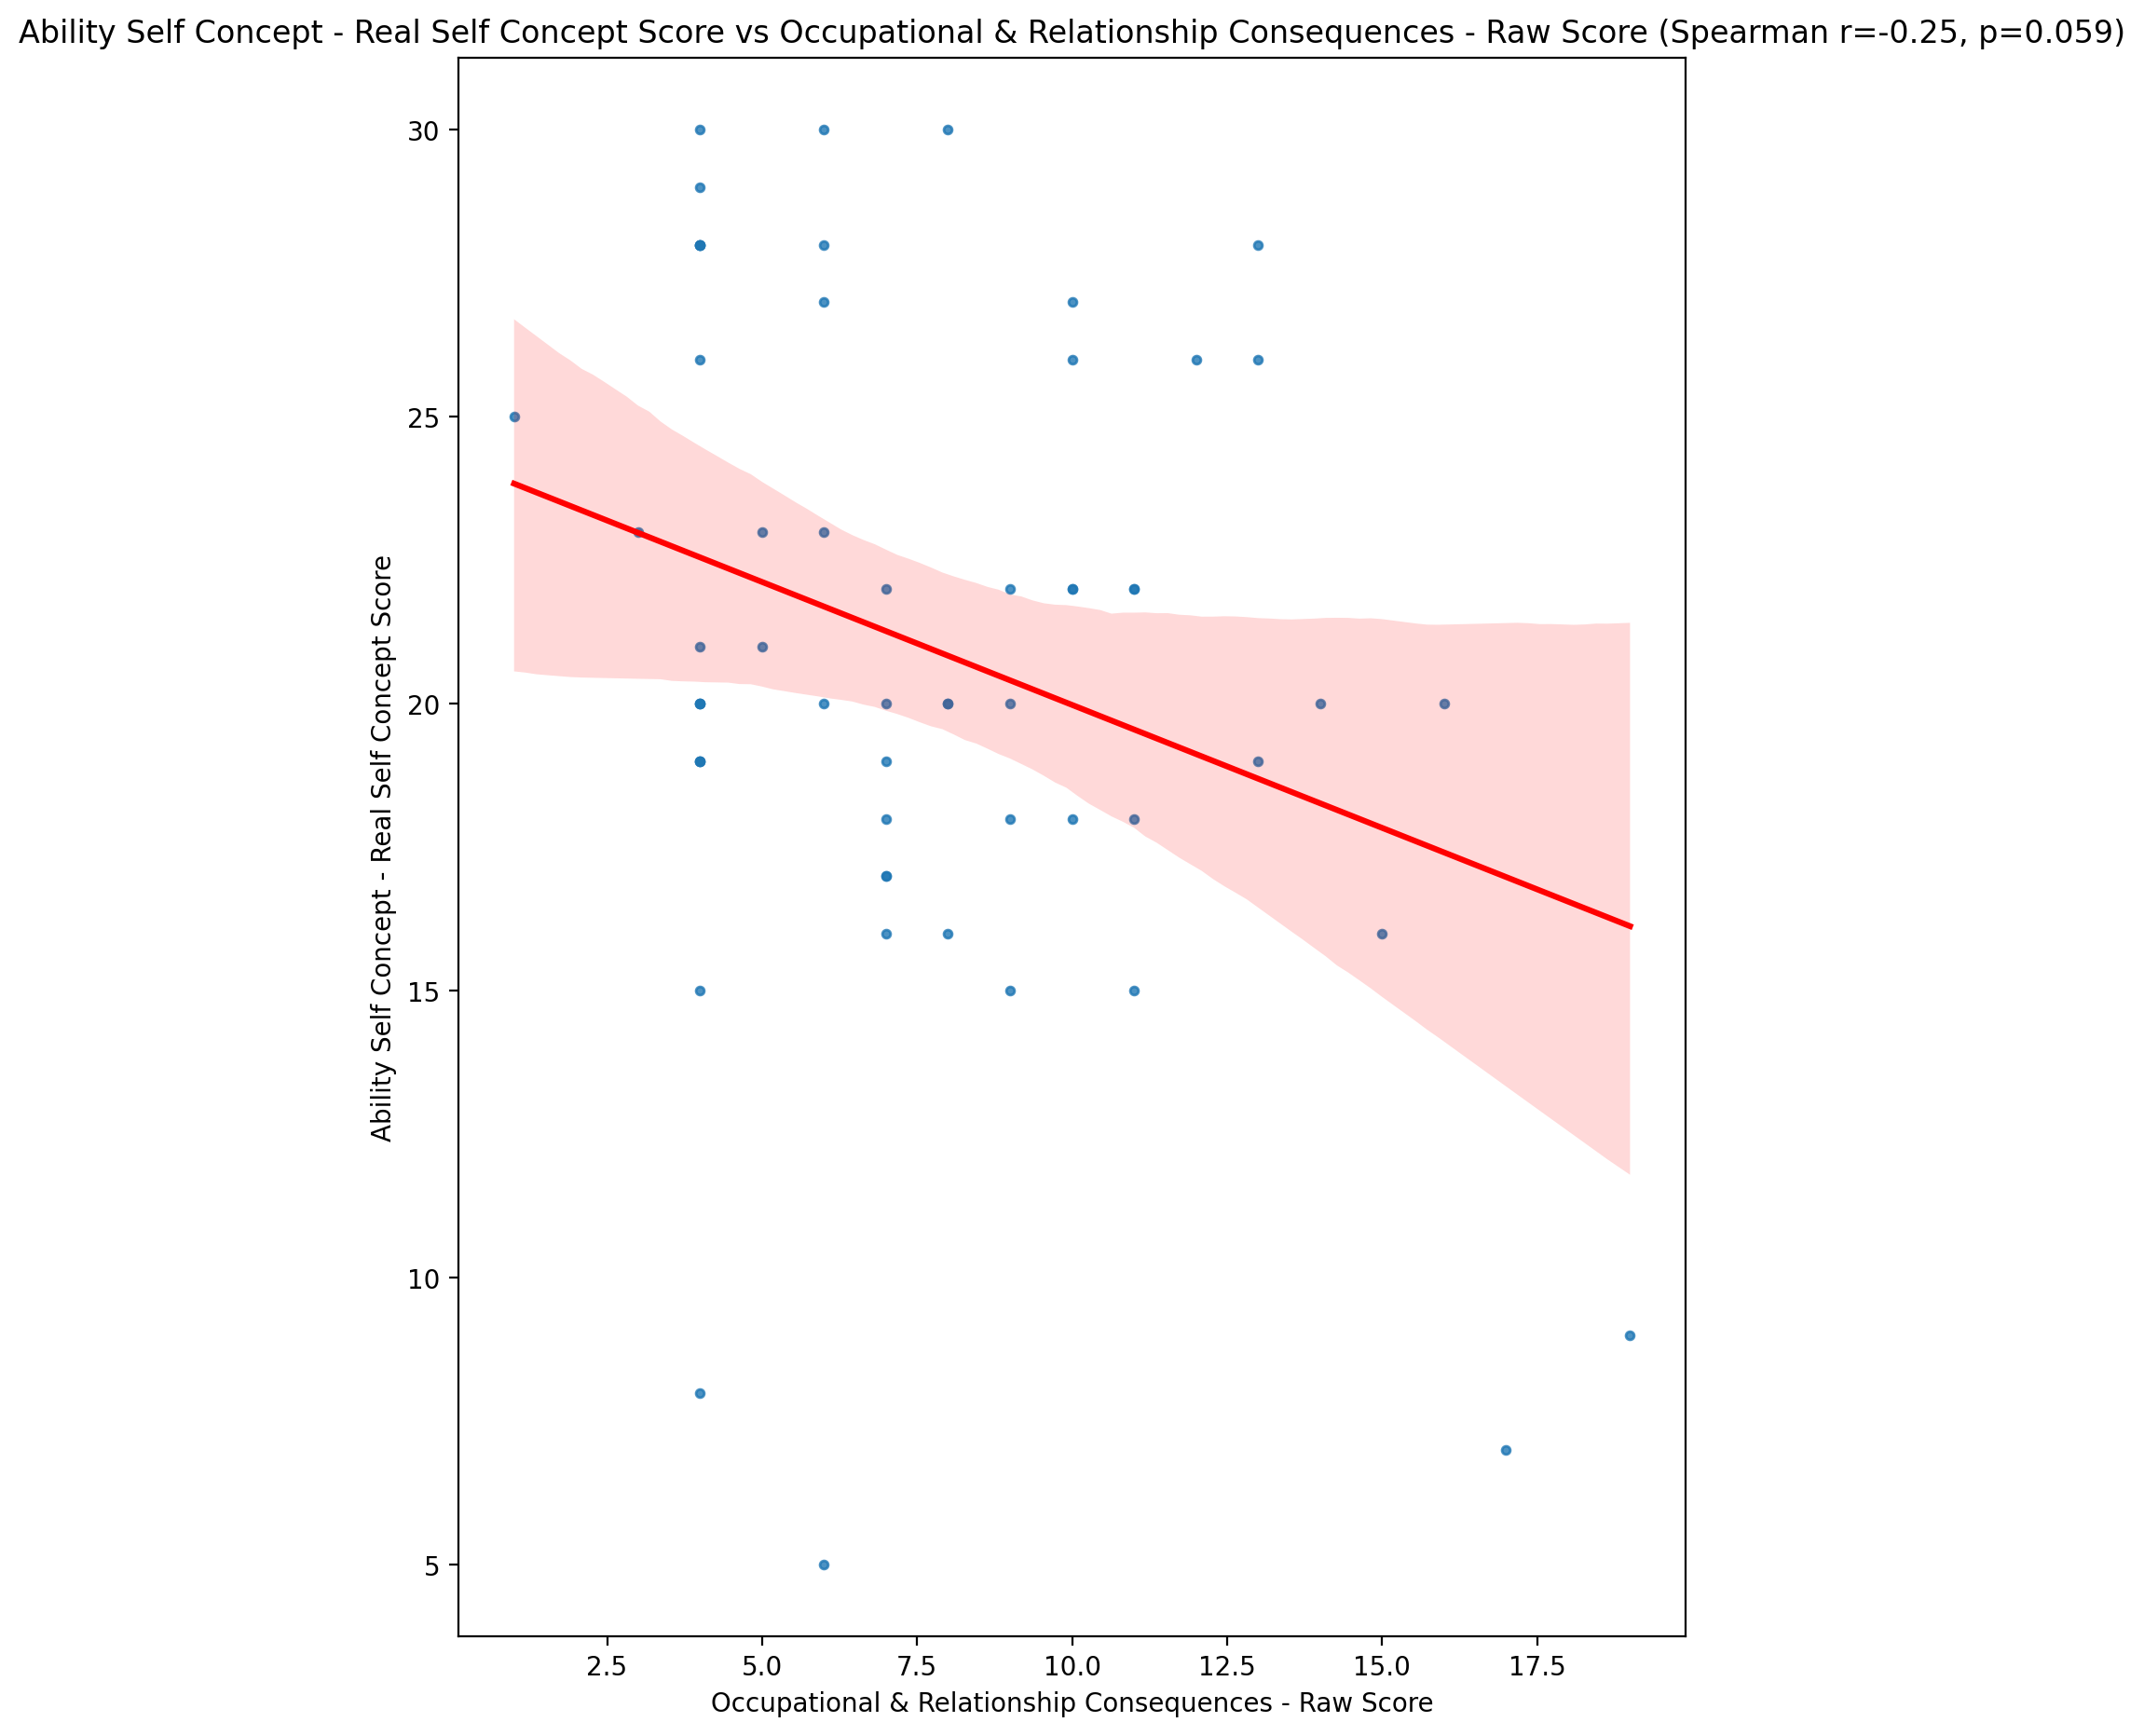 Ability Self Concept - Real Self Concept Score vs Occupational & Relationship Consequences - Raw Score (Spearman r=-0.25, p=0.059)
30
25
20
15
10
5
Ability Self Concept - Real Self Concept Score
2.5 5.0 7.5 10.0 12.5 15.0 17.5
Occupational & Relationship Consequences - Raw Score